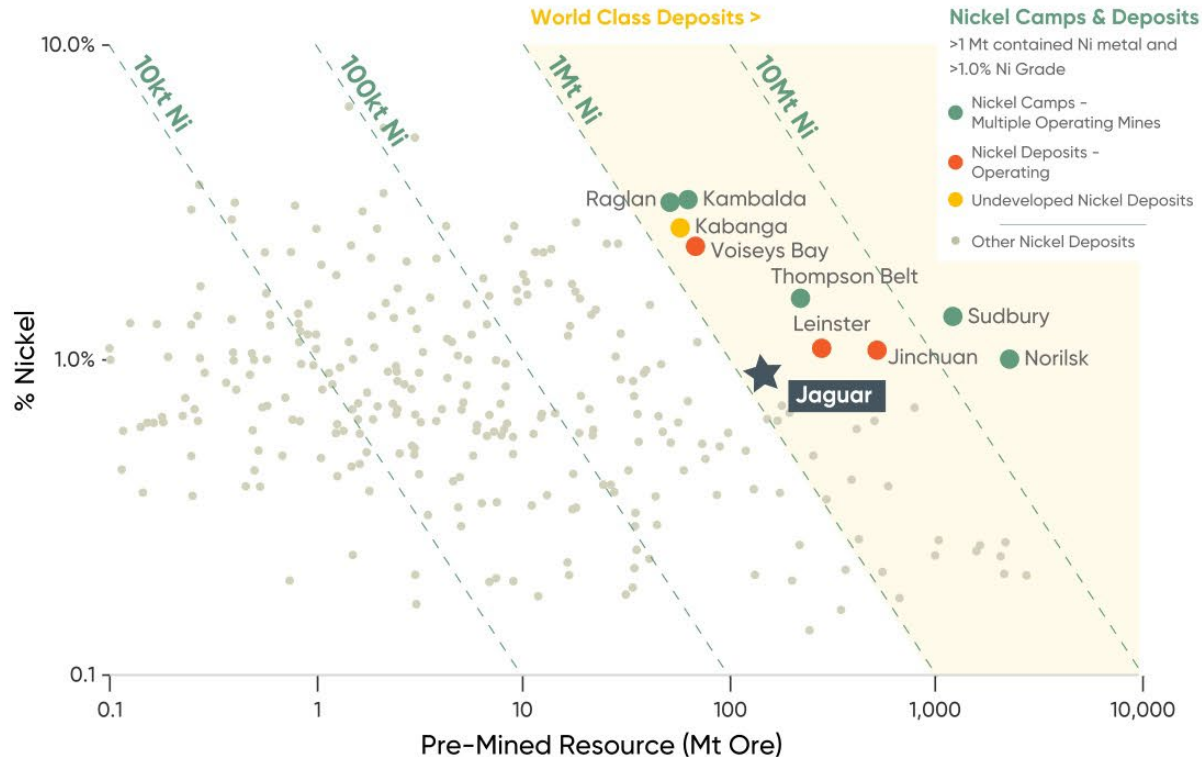 World Class Deposits >
Nickel Camps & Deposits
>1 Mt contained Ni metal and
>1.0% Ni Grade
Nickel Camps -
Multiple Operating Mines
Nickel Deposits -
Operating
Undeveloped Nickel Deposits
Other Nickel Deposits
10.0%
1.0%
0.1
% Nickel
10kt Ni
100kt Ni
1Mt Ni
10Mt Ni
Raglan
Kambalda
Kabanga
Voiseys Bay
Thompson Belt
Leinster
Sudbury
Jinchuan
Norilsk
Jaguar
0.1
1
10
100
1,000
10,000
Pre-Mined Resource (Mt Ore)